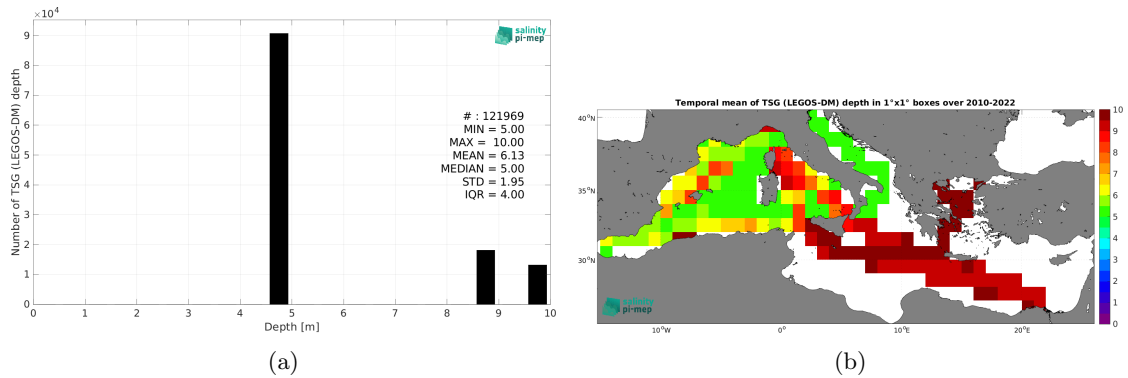 ×10⁴
9
8
7
6
5
4
3
2
1
0
Number of TSG (LEGOS-DM) depth
salinity
pi-mep
# : 121969
MIN = 5.00
MAX = 10.00
MEAN = 6.13
MEDIAN = 5.00
STD = 1.95
IQR = 4.00
0 1 2 3 4 5 6 7 8 9 10
Depth [m]
(a)
Temporal mean of TSG (LEGOS-DM) depth in 1°x1° boxes over 2010-2022
40°N
35°N
30°N
10°W 0° 10°E 20°E
salinity
pi-mep
10
9
8
7
6
5
4
3
2
1
0
(b)